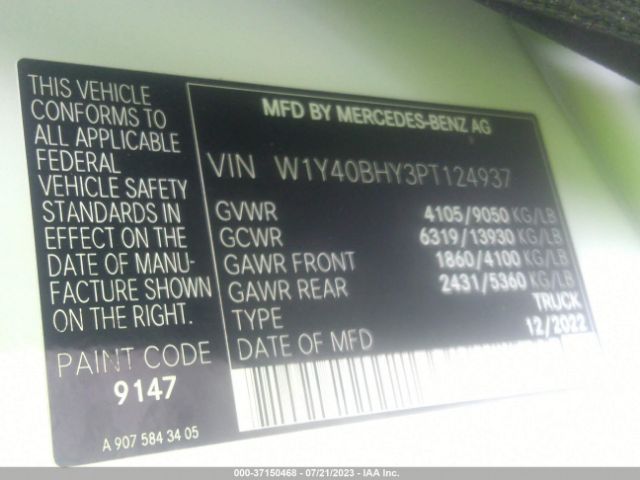 THIS VEHICLE
CONFORMS TO
ALL APPLICABLE
FEDERAL
VEHICLE SAFETY
STANDARDS IN
EFFECT ON THE
DATE OF MANU-
FACTURE SHOWN
ON THE RIGHT.
PAINT CODE
9147
A 907 584 34 05
MFD BY MERCEDES-BENZ AG
VIN W1Y40BHY3PT124937
GVWR 4105/9050 KG/LB
GCWR 6319/13930 KG/LB
GAWR FRONT 1860/4100 KG/LB
GAWR REAR 2431/5360 KG/LB
TYPE TRUCK
DATE OF MFD 12/2022
000-37150468 - 07/21/2023 - IAA Inc.